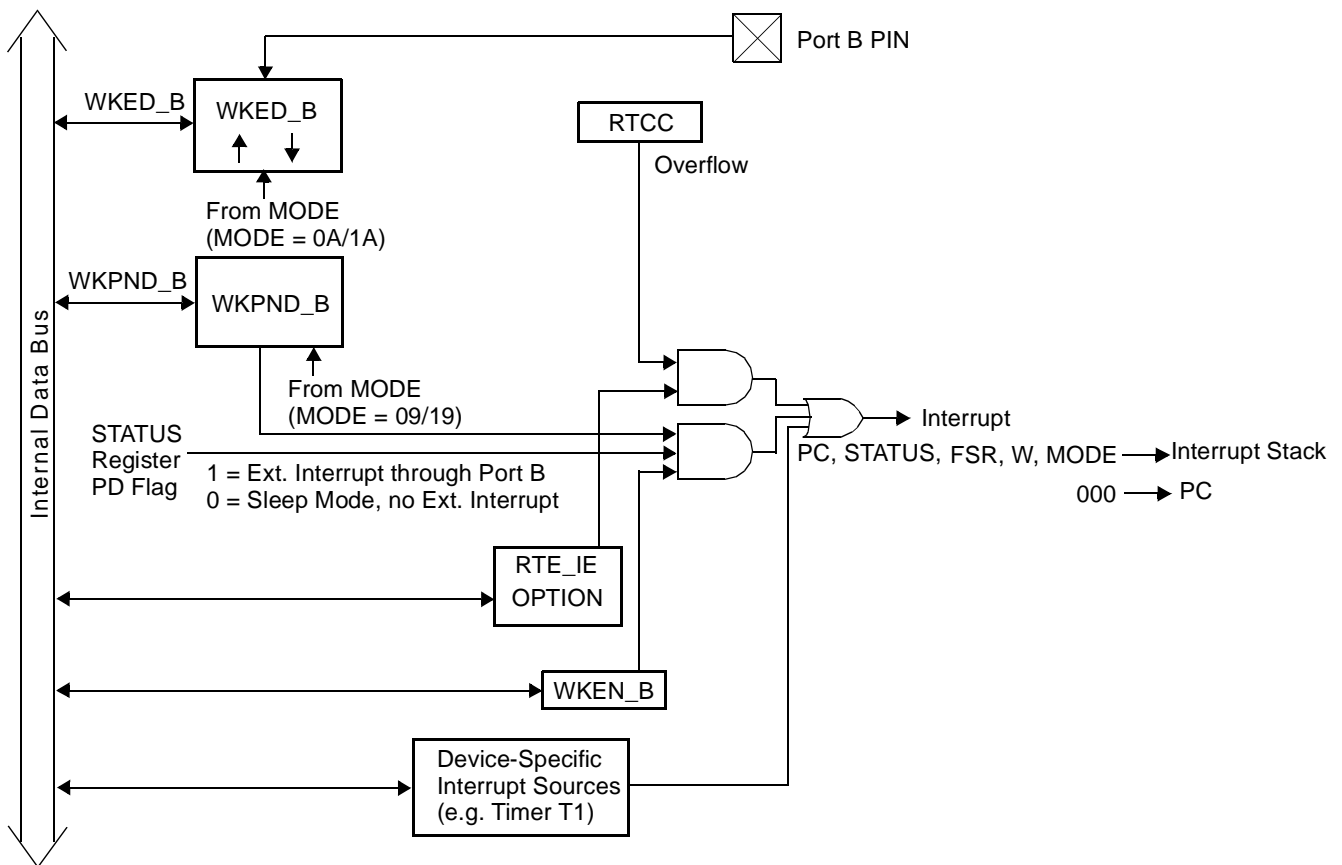 Port B PIN
WKED_B
WKED_B
RTCC
Overflow
From MODE
(MODE = 0A/1A)
WKPND_B
WKPND_B
Internal Data Bus
From MODE
(MODE = 09/19)
STATUS
Register
PD Flag
1 = Ext. Interrupt through Port B
0 = Sleep Mode, no Ext. Interrupt
Interrupt
PC, STATUS, FSR, W, MODE
Interrupt Stack
000
PC
RTE_IE
OPTION
WKEN_B
Device-Specific
Interrupt Sources
(e.g. Timer T1)